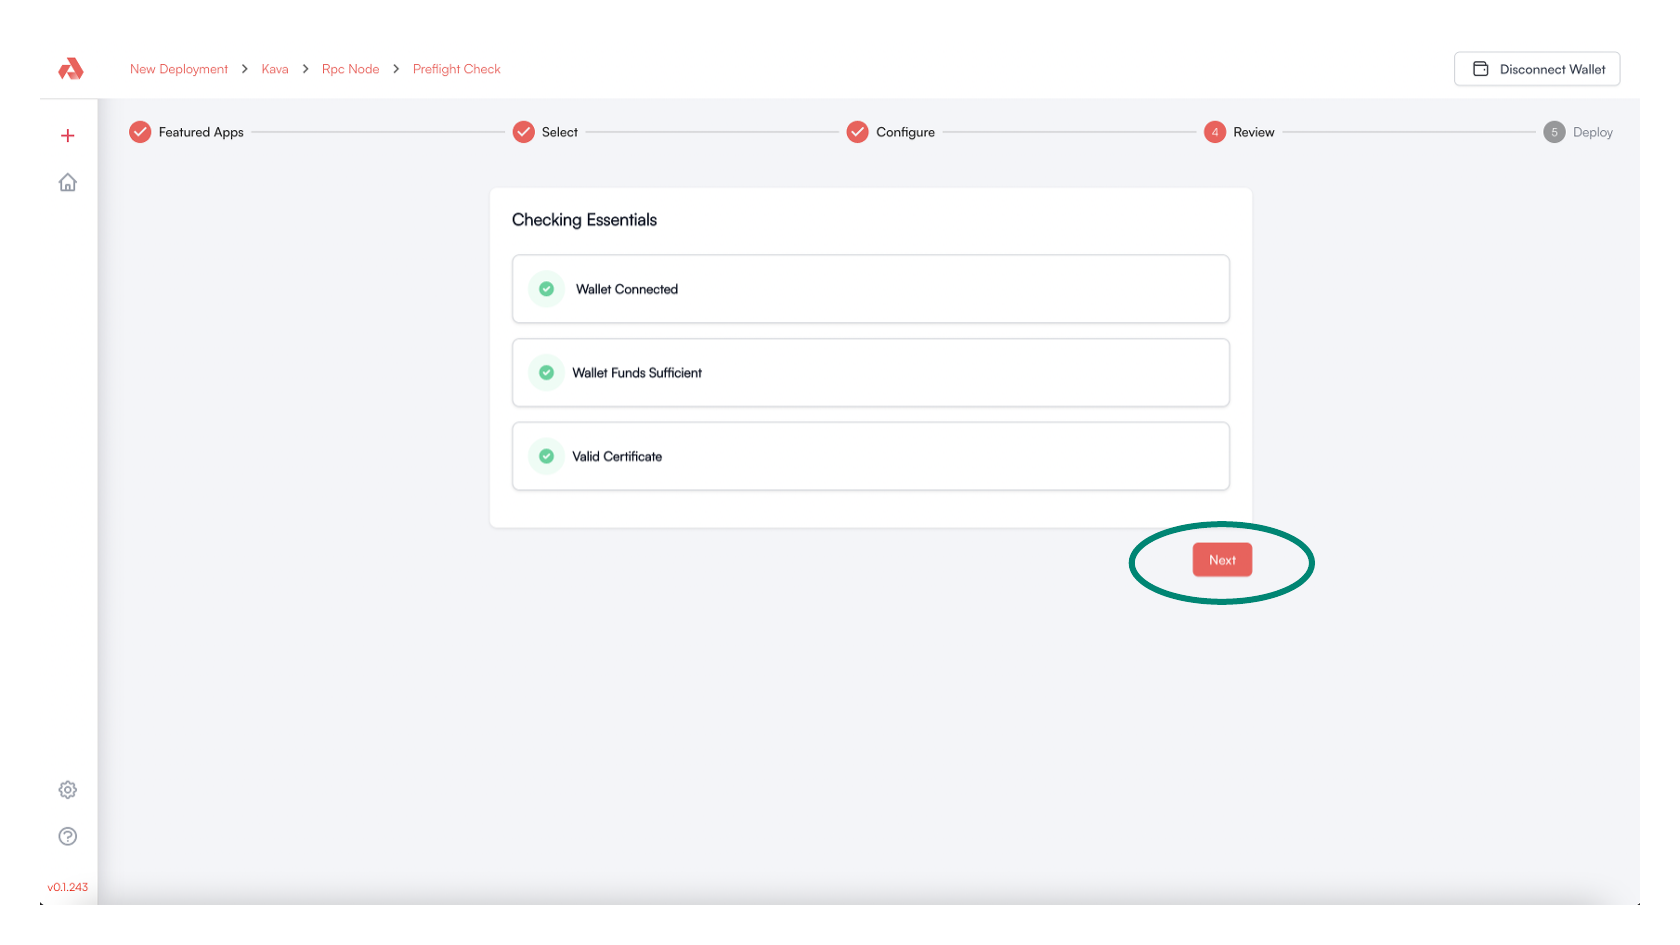 New Deployment > Kava > Rpc Node > Preflight Check
Disconnect Wallet
Featured Apps
Select
Configure
4 Review
5 Deploy
Checking Essentials
Wallet Connected
Wallet Funds Sufficient
Valid Certificate
Next
v0.1.243